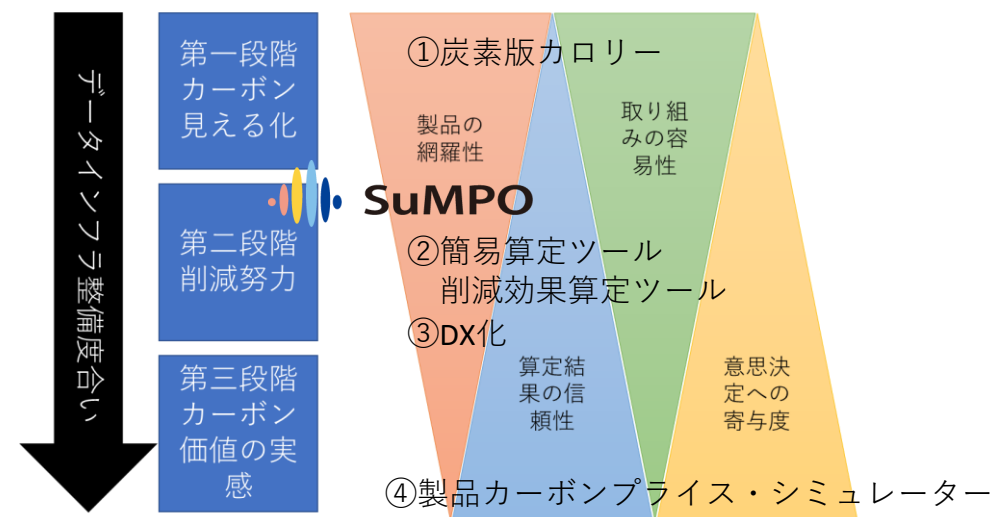 データインフラ整備度合い
第一段階
カーボン
見える化
第二段階
削減努力
第三段階
カーボン
価値の実
感
①炭素版カロリー
製品の
網羅性
取り組
みの容
易性
SuMPO
②簡易算定ツール
削減効果算定ツール
③DX化
算定結
果の信
頼性
意思決
定への
寄与度
④製品カーボンプライス・シミュレーター